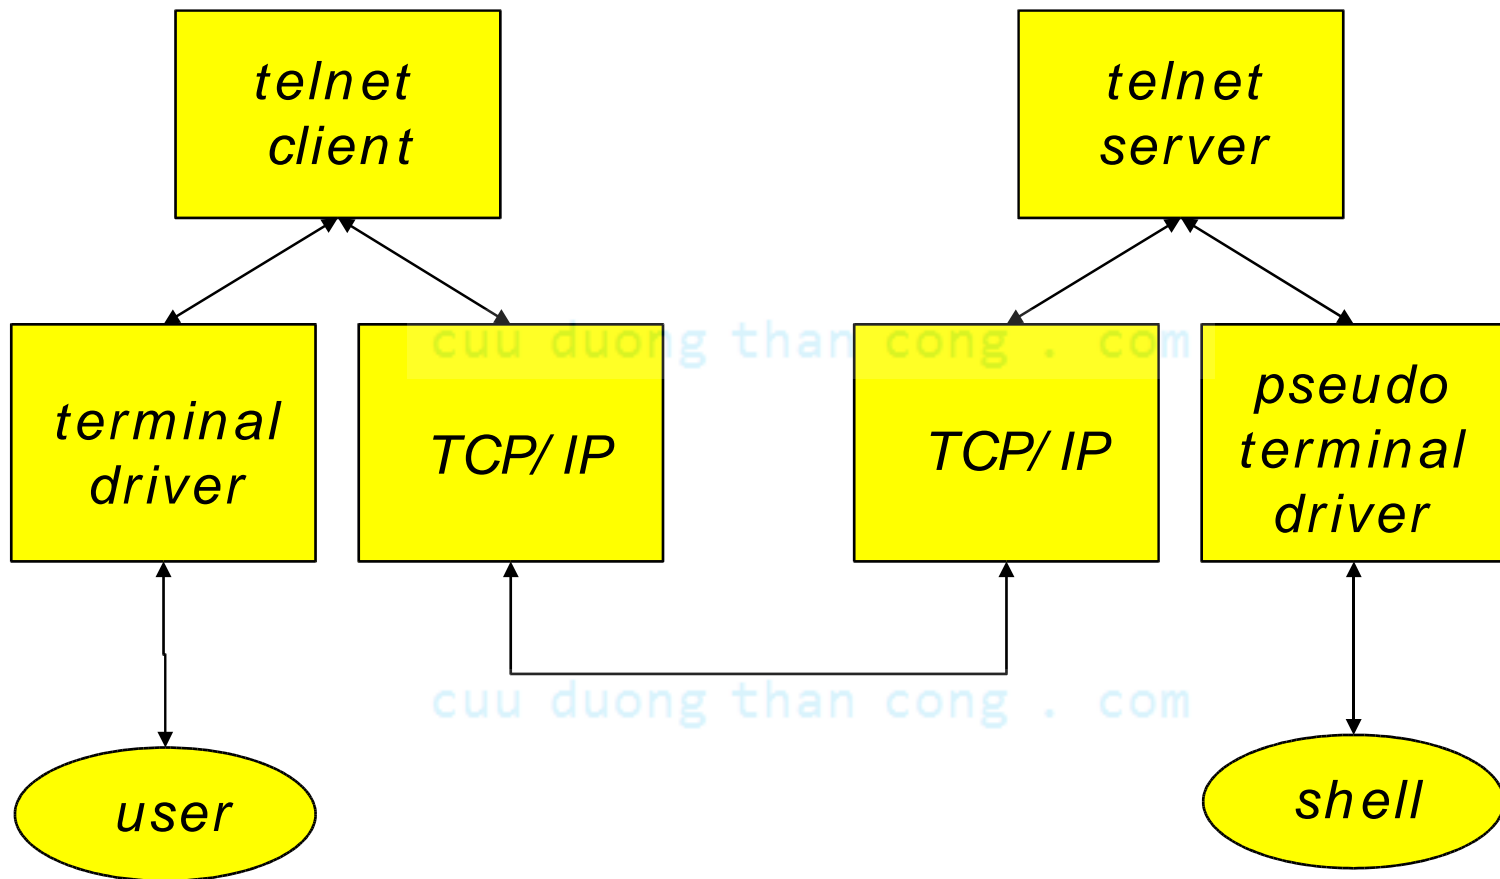 telnet
client
telnet
server
cuu duong than cong . com
terminal
driver
TCP/ IP
TCP/ IP
pseudo
terminal
driver
cuu duong than cong . com
user
shell